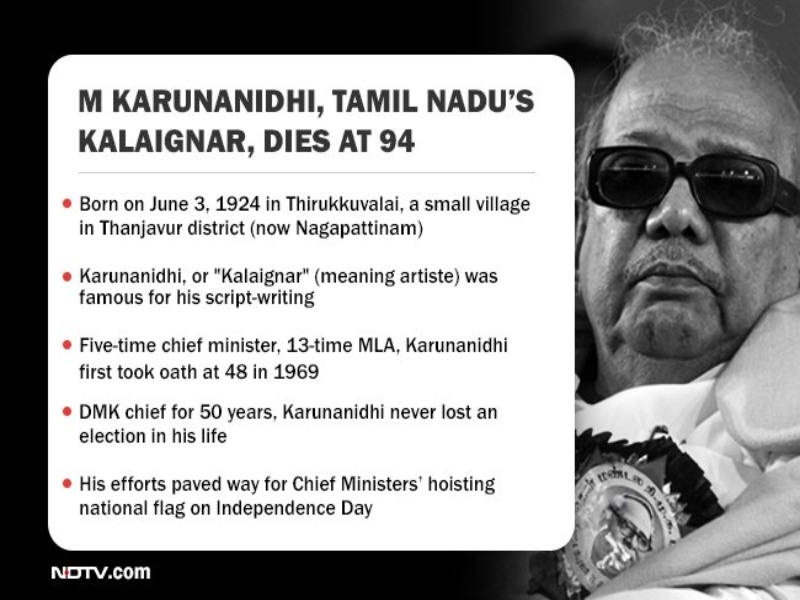 M KARUNANIDHI, TAMIL NADU'S
KALAIGNAR, DIES AT 94
Born on June 3, 1924 in Thirukkuvalai, a small village
in Thanjavur district (now Nagapattinam)
Karunanidhi, or "Kalaignar" (meaning artiste) was
famous for his script-writing
Five-time chief minister, 13-time MLA, Karunanidhi
first took oath at 48 in 1969
DMK chief for 50 years, Karunanidhi never lost an
election in his life
His efforts paved way for Chief Ministers' hoisting
national flag on Independence Day
NDTV.com